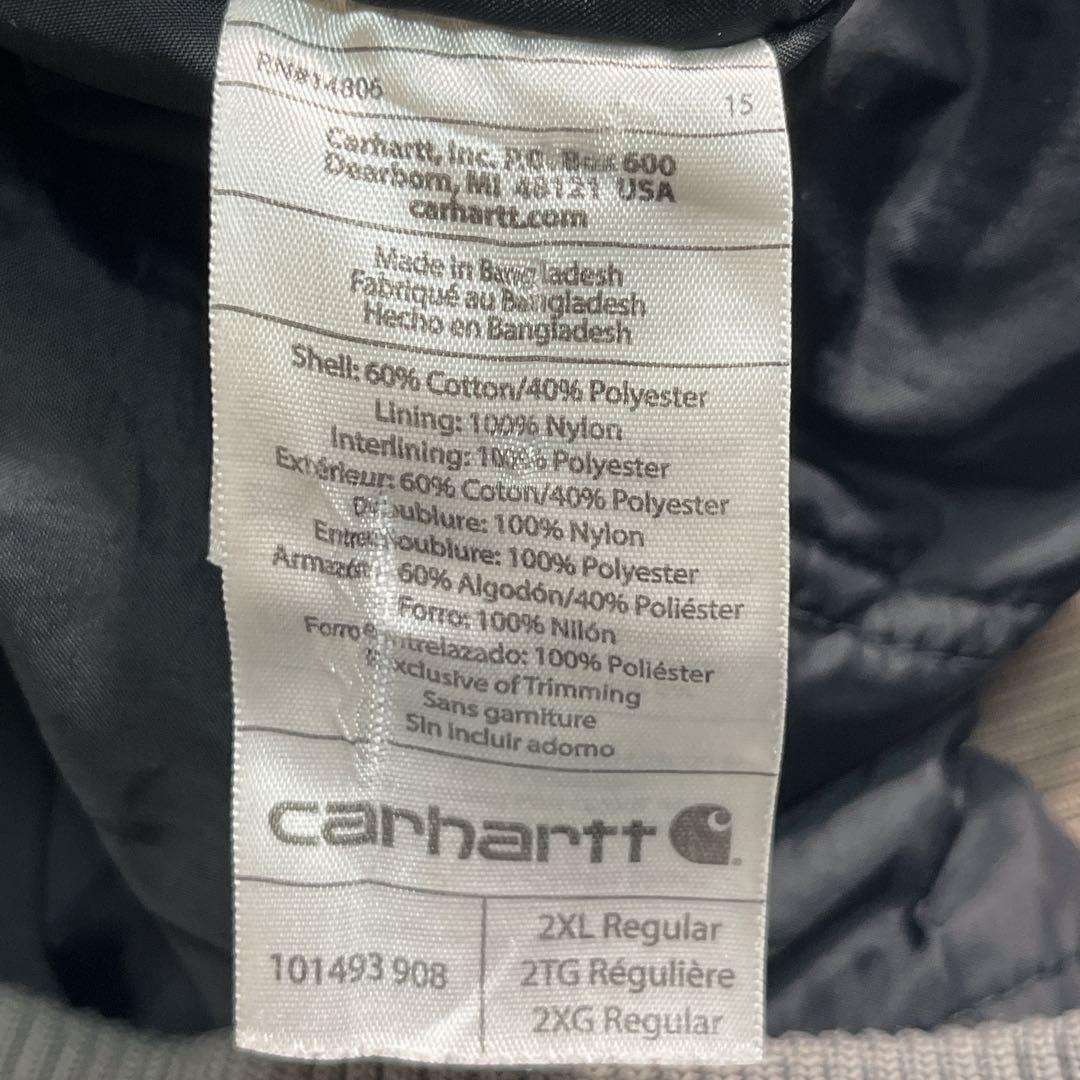 RN#14806
15
Carhartt, Inc. P.O. Box 600
Dearborn, MI 48121 USA
carhartt.com
Made in Bangladesh
Fabriqué au Bangladesh
Hecho en Bangladesh
Shell: 60% Cotton/40% Polyester
Lining: 100% Nylon
Interlining: 100% Polyester
Extérieur: 60% Coton/40% Polyester
Doublure: 100% Nylon
Entredoublure: 100% Polyester
Armazón: 60% Algodón/40% Poliéster
Forro: 100% Nilón
Forro entrelazado: 100% Poliéster
Exclusive of Trimming
Sans garniture
Sin incluir adorno
carhartt
101493 908
2XL Regular
2TG Régulière
2XG Regular